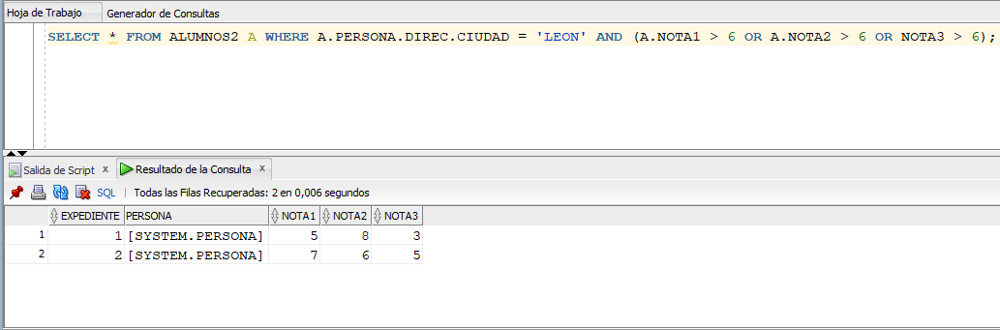 Hoja de Trabajo Generador de Consultas
SELECT * FROM ALUMNOS2 A WHERE A.PERSONA.DIREC.CIUDAD = 'LEON' AND (A.NOTA1 > 6 OR A.NOTA2 > 6 OR NOTA3 > 6);
Salida de Script x Resultado de la Consulta x
SQL | Todas las Filas Recuperadas: 2 en 0,006 segundos
EXPEDIENTE PERSONA NOTA1 NOTA2 NOTA3
1 1 [SYSTEM.PERSONA] 5 8 3
2 2 [SYSTEM.PERSONA] 7 6 5